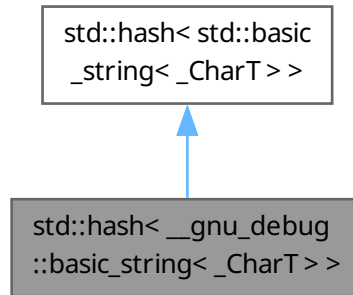 std::hash< std::basic
_string< _CharT > >
std::hash< __gnu_debug
::basic_string< _CharT > >